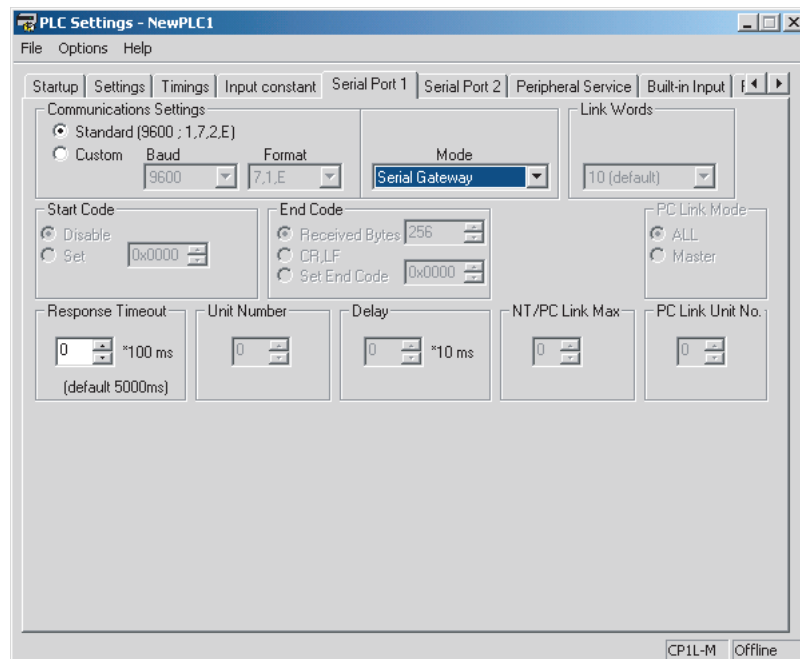 PLC Settings - NewPLC1
File Options Help
Startup Settings Timings Input constant Serial Port 1 Serial Port 2 Peripheral Service Built-in Input
Communications Settings Link Words
Standard (9600 ; 1,7,2,E)
Custom Baud Format Mode
9600 7,1,E Serial Gateway 10 (default)
Start Code End Code PC Link Mode
Disable Received Bytes 256 ALL
Set 0x0000 CR,LF Master
Set End Code 0x0000
Response Timeout Unit Number Delay NT/PC Link Max PC Link Unit No.
0 *100 ms 0 0 *10 ms 0 0
(default 5000ms)
CP1L-M Offline